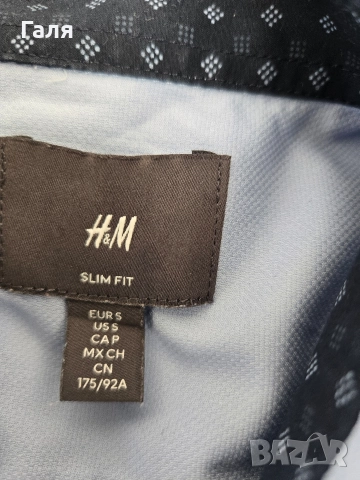 Галя
H&M
SLIM FIT
EUR S
US S
CA P
MX CH
CN
175/92A
BAZAR